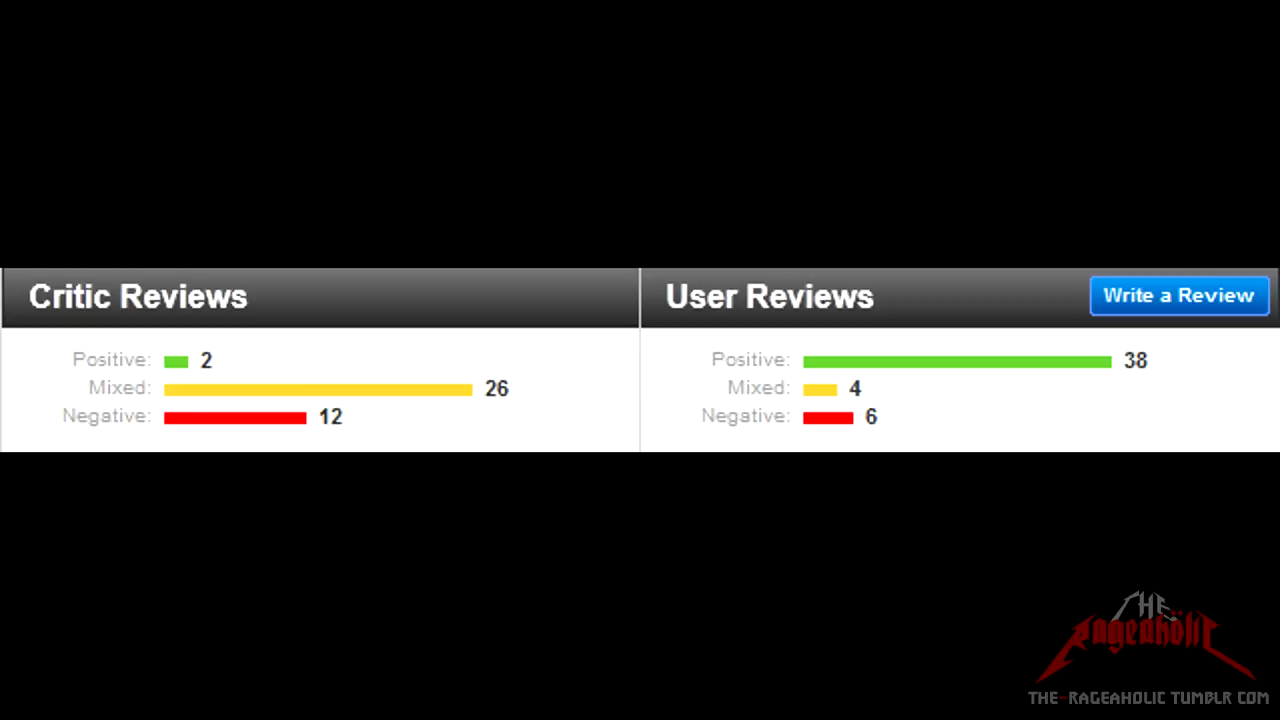 Critic Reviews
Positive: 2
Mixed: 26
Negative: 12
User Reviews
Write a Review
Positive: 38
Mixed: 4
Negative: 6
THE
Rageahölic
THE-RAGEAHOLIC TUMBLR COM